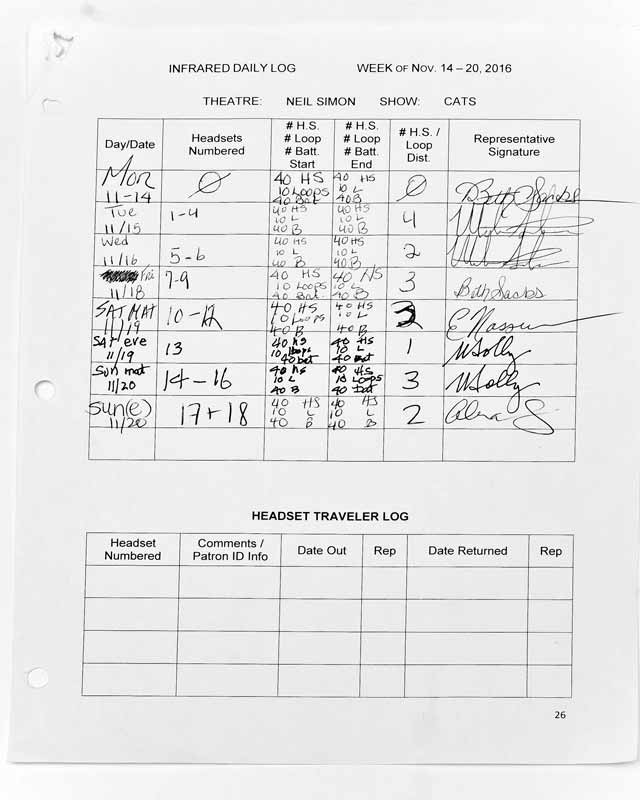 INFRARED DAILY LOG WEEK OF NOV. 14 – 20, 2016
THEATRE: NEIL SIMON SHOW: CATS
Day/Date Headsets Numbered # H.S. # Loop # Batt. Start # H.S. # Loop # Batt. End # H.S. / Loop Dist. Representative Signature
Mon 11-14 Ø 40 HS 10 Loops 40 Bat 40 HS 10 L 40 B Ø Beth Sachs
Tue 11/15 1-4 40 HS 10 L 40 B 40 HS 10 L 40 B 4
Wed 11/16 5-6 40 HS 10 L 40 B 40 HS 10 L 40 B 2
Fri 11/18 7-9 40 HS 10 Loops 40 Bat. 40 HS 10 L 40 B 3 Beth Sachs
SAT MAT 11/19 10-12 40 HS 10 Loops 40 B 40 HS 10 L 40 B 3
SAT eve 11/19 13 40 hs 10 loops 40 bat 40 HS 10 L 40 bat 1
Sun mat 11/20 14-16 40 hs 10 L 40 B 40 HS 10 Loops 40 bat 3
Sun(e) 11/20 17+18 40 HS 10 L 40 B 40 HS 10 L 40 B 2
HEADSET TRAVELER LOG
Headset Numbered Comments / Patron ID Info Date Out Rep Date Returned Rep
26